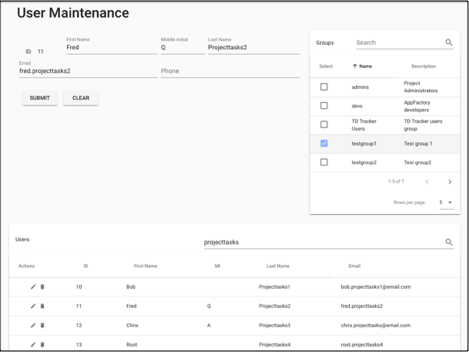 User Maintenance
First Name Middle Initial Last Name
ID: 11 Fred Q Projecttasks2
Email
fred.projecttasks2 Phone
SUBMIT CLEAR
Groups Search
Select Name Description
admins Project Administrators
devs AppFactory developers
TD Tracker Users TD Tracker users group
testgroup1 Test group 1
testgroup2 Test group2
1-5 of 7
Rows per page: 5
Users projecttasks
Actions ID First Name MI Last Name Email
10 Bob Projecttasks1 bob.projecttasks1@email.com
11 Fred Q Projecttasks2 fred.projecttasks2
12 Chris A Projecttasks3 chris.projecttasks@email.com
13 Root Projecttasks4 root.projecttasks4